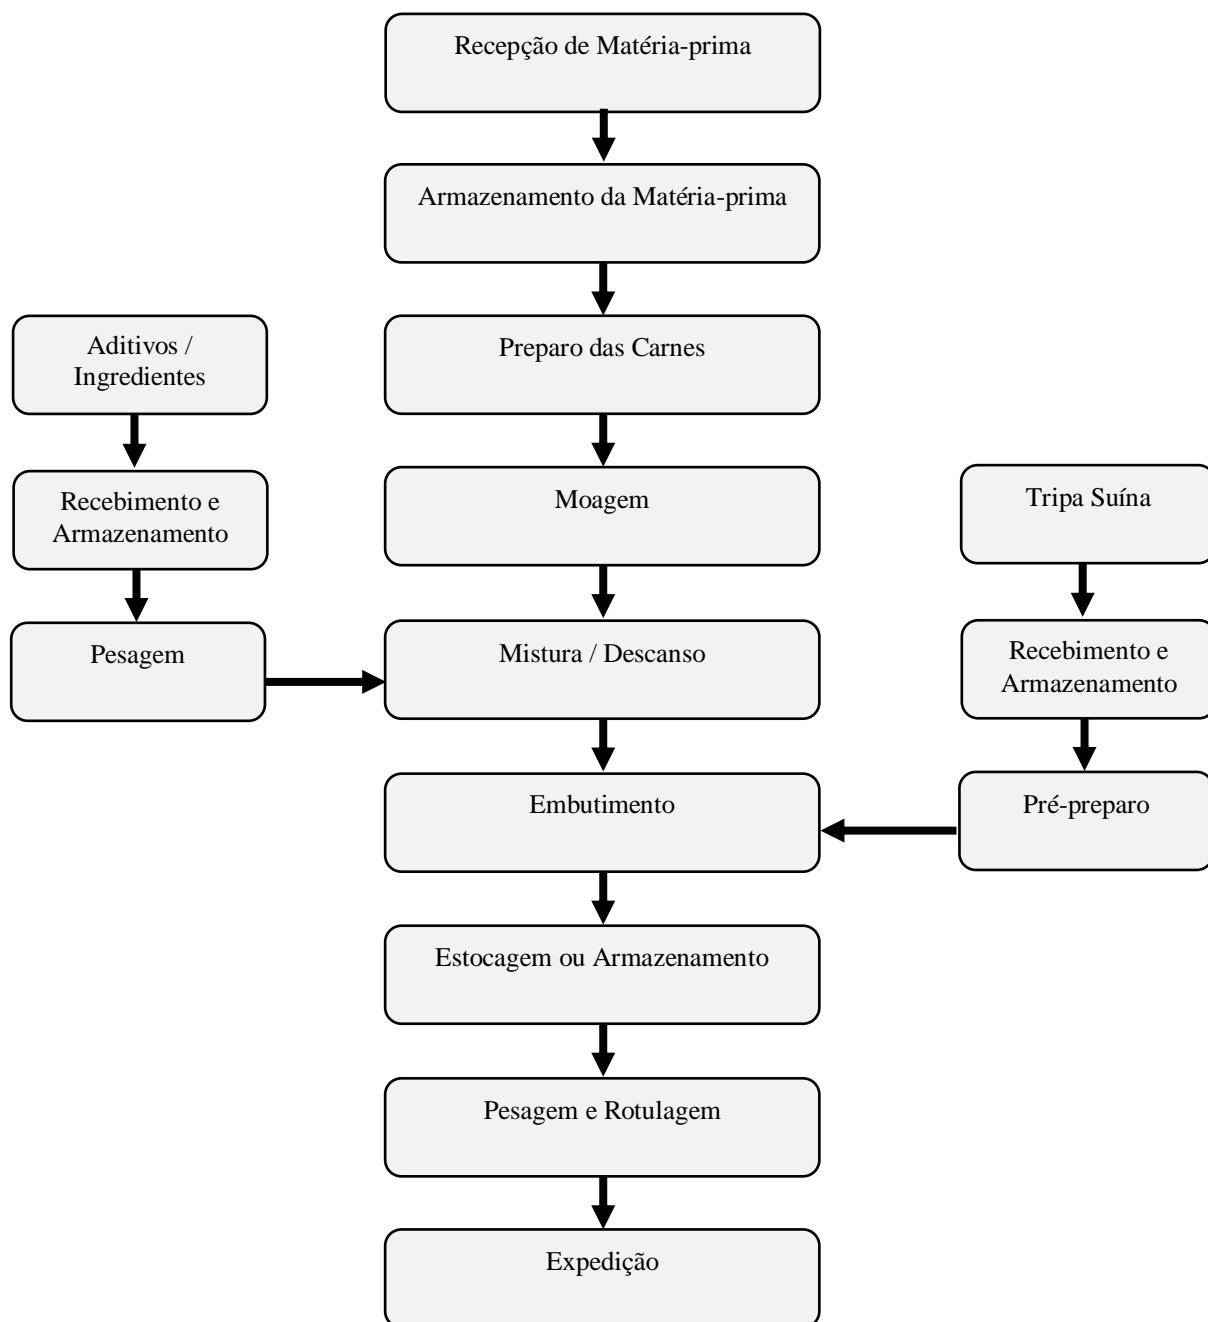 Recepção de Matéria-prima
Armazenamento da Matéria-prima
Preparo das Carnes
Aditivos /
Ingredientes
Moagem
Recebimento e
Armazenamento
Tripa Suína
Pesagem
Mistura / Descanso
Recebimento e
Armazenamento
Embutimento
Pré-preparo
Estocagem ou Armazenamento
Pesagem e Rotulagem
Expedição